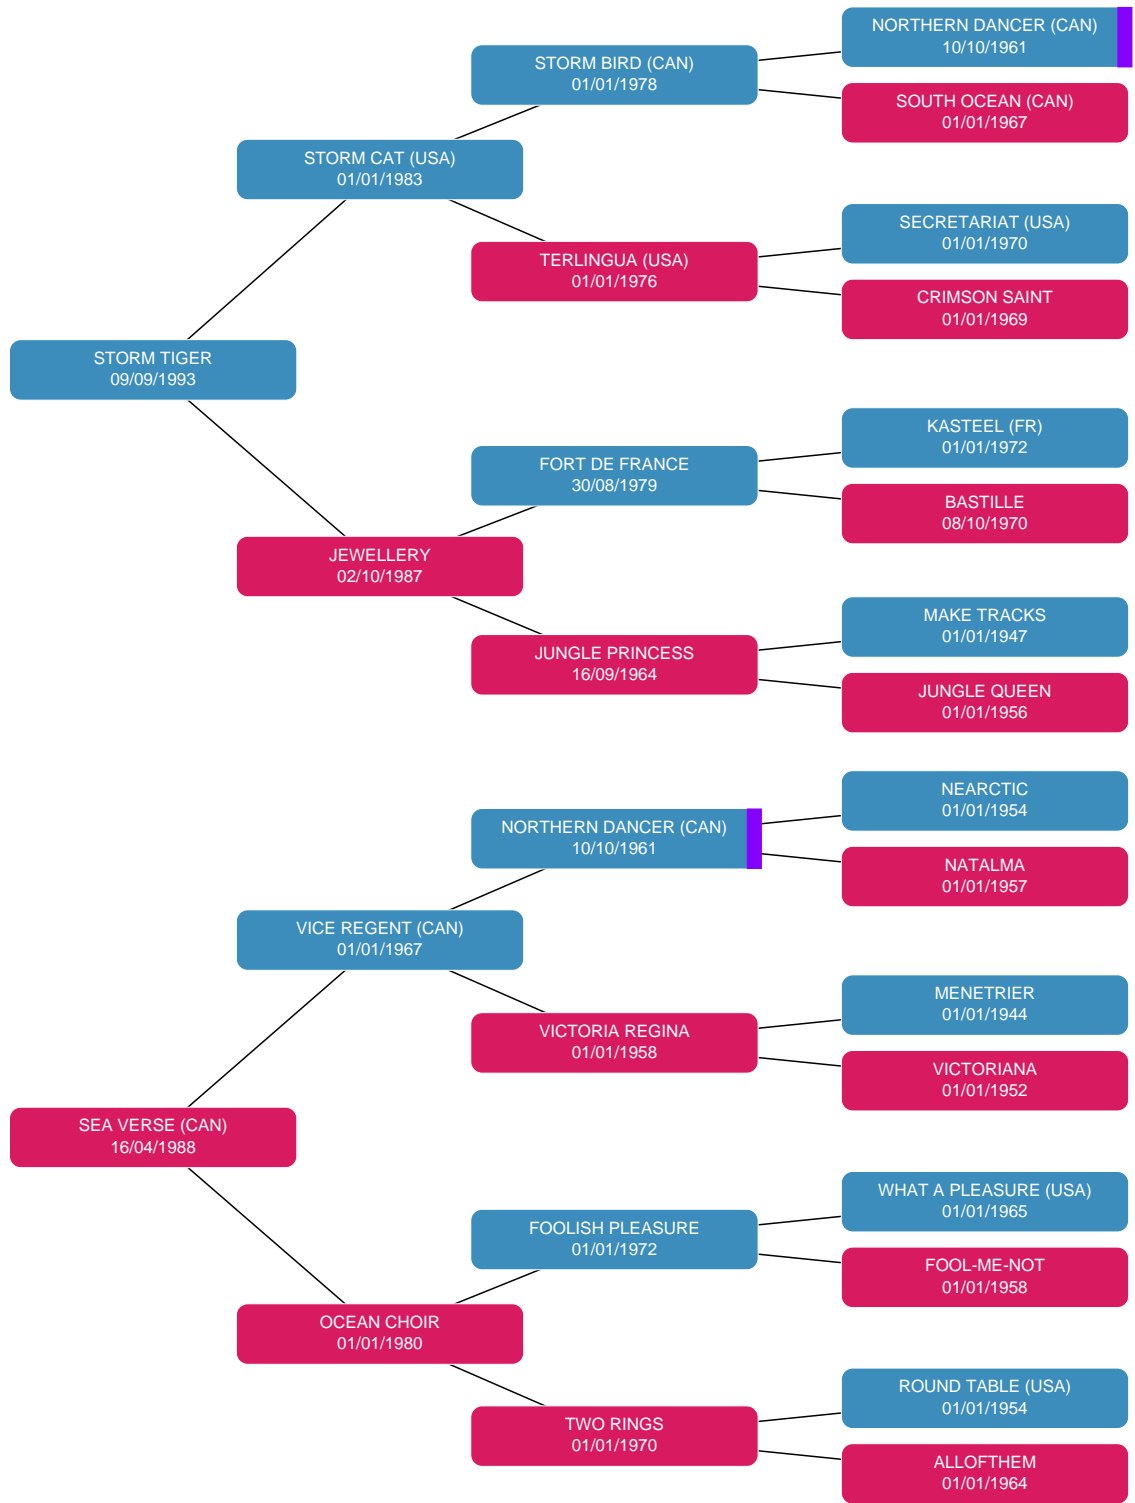 NORTHERN DANCER (CAN)
10/10/1961
STORM BIRD (CAN)
01/01/1978
SOUTH OCEAN (CAN)
01/01/1967
STORM CAT (USA)
01/01/1983
SECRETARIAT (USA)
01/01/1970
TERLINGUA (USA)
01/01/1976
CRIMSON SAINT
01/01/1969
STORM TIGER
09/09/1993
KASTEEL (FR)
01/01/1972
FORT DE FRANCE
30/08/1979
BASTILLE
08/10/1970
JEWELLERY
02/10/1987
MAKE TRACKS
01/01/1947
JUNGLE PRINCESS
16/09/1964
JUNGLE QUEEN
01/01/1956
NEARCTIC
01/01/1954
NORTHERN DANCER (CAN)
10/10/1961
NATALMA
01/01/1957
VICE REGENT (CAN)
01/01/1967
MENETRIER
01/01/1944
VICTORIA REGINA
01/01/1958
VICTORIANA
01/01/1952
SEA VERSE (CAN)
16/04/1988
WHAT A PLEASURE (USA)
01/01/1965
FOOLISH PLEASURE
01/01/1972
FOOL-ME-NOT
01/01/1958
OCEAN CHOIR
01/01/1980
ROUND TABLE (USA)
01/01/1954
TWO RINGS
01/01/1970
ALLOFTHEM
01/01/1964